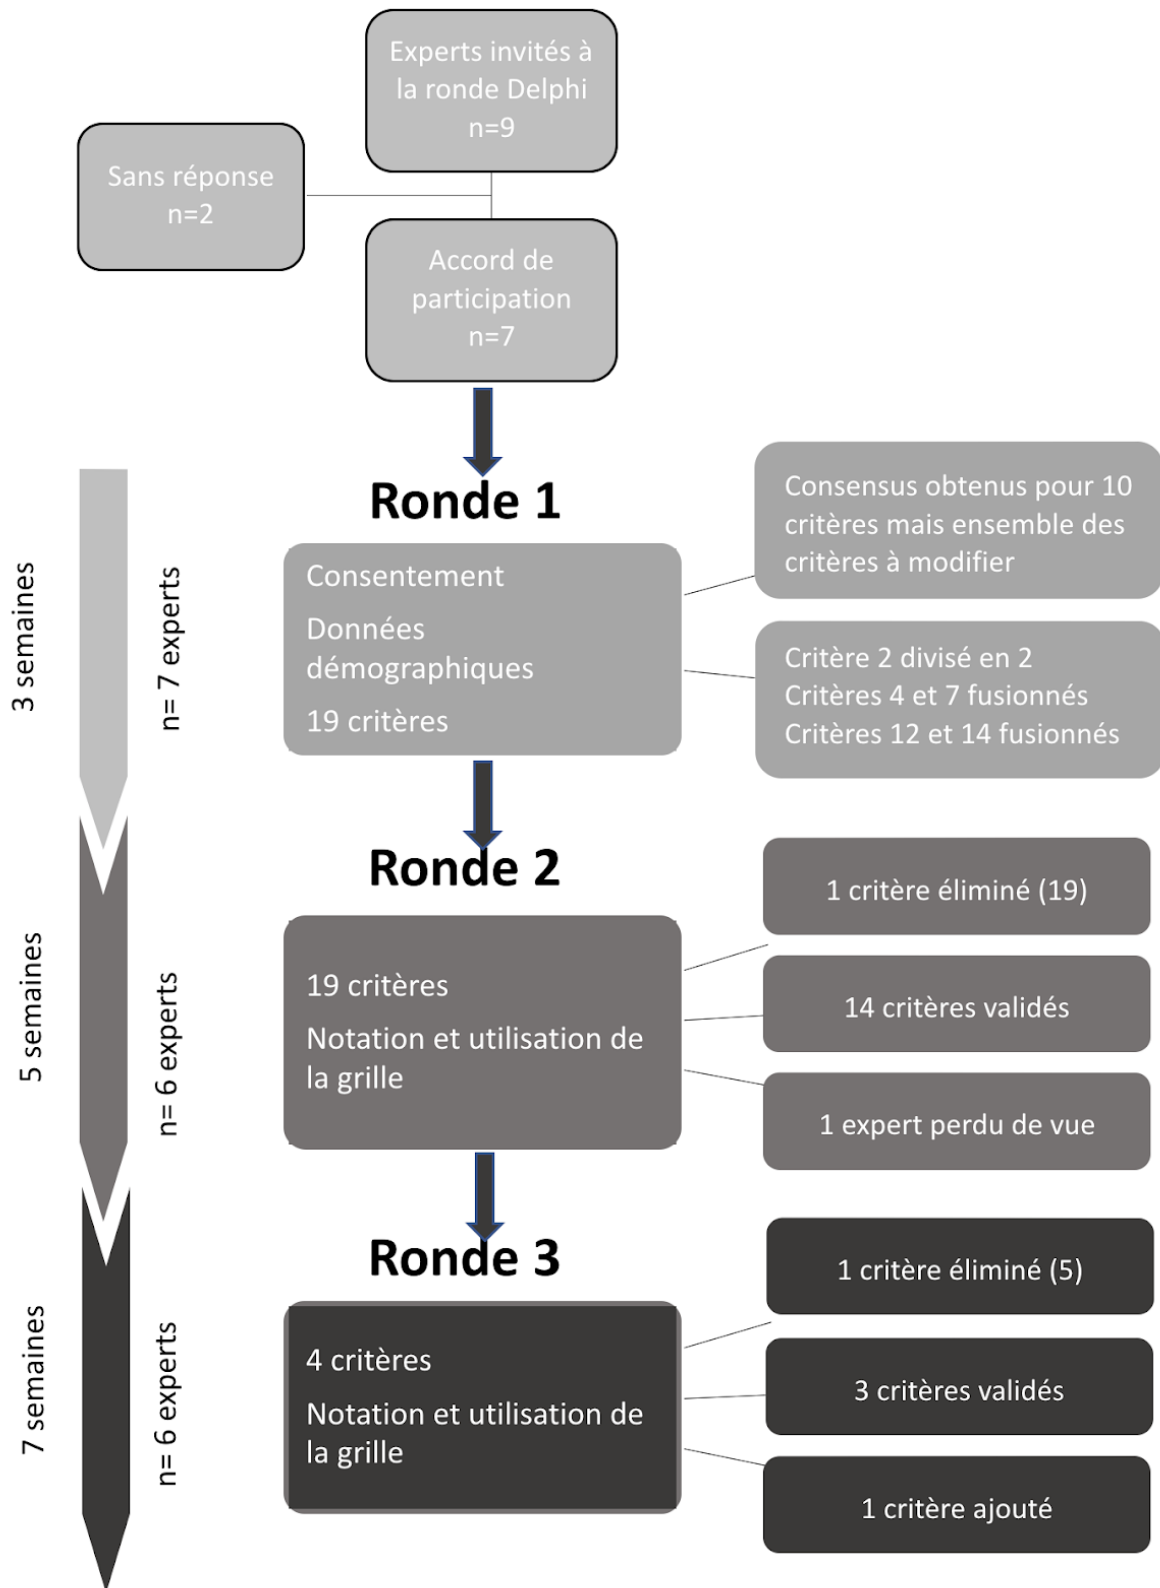 Experts invités à
la ronde Delphi
n=9
Sans réponse
n=2
Accord de
participation
n=7
Ronde 1
3 semaines
n= 7 experts
Consentement
Données
démographiques
19 critères
Consensus obtenus pour 10
critères mais ensemble des
critères à modifier
Critère 2 divisé en 2
Critères 4 et 7 fusionnés
Critères 12 et 14 fusionnés
Ronde 2
5 semaines
n= 6 experts
19 critères
Notation et utilisation de
la grille
1 critère éliminé (19)
14 critères validés
1 expert perdu de vue
Ronde 3
7 semaines
n= 6 experts
4 critères
Notation et utilisation de
la grille
1 critère éliminé (5)
3 critères validés
1 critère ajouté